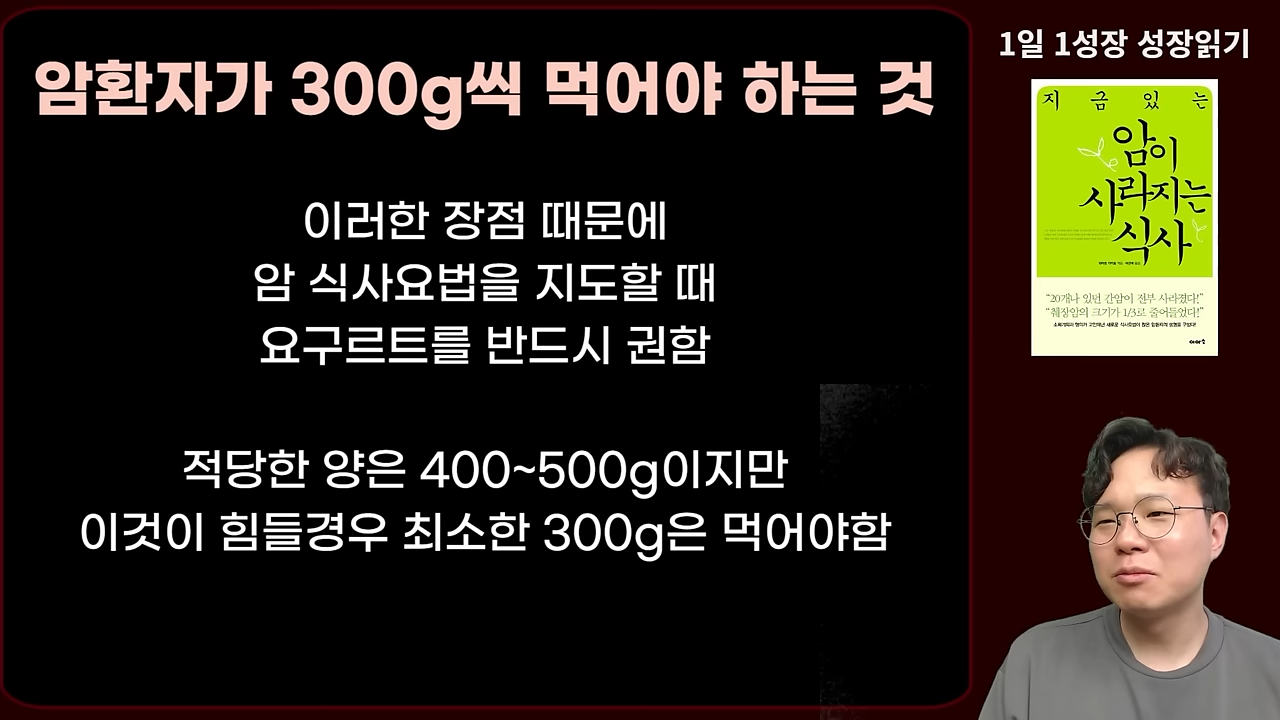 암환자가 300g씩 먹어야 하는 것
이러한 장점 때문에
암 식사요법을 지도할 때
요구르트를 반드시 권함
적당한 양은 400~500g이지만
이것이 힘들경우 최소한 300g은 먹어야함
1일 1성장 성장읽기
지금있는
암이
사라지는
식사
“20개나 있던 간암이 전부 사라졌다!”
“췌장암의 크기가 1/3로 줄어들었다!”